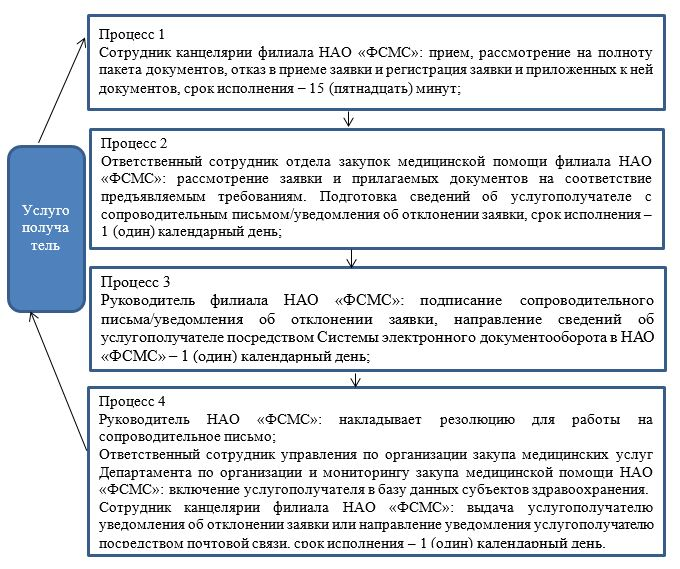 Процесс 1
Сотрудник канцелярии филиала НАО «ФСМС»: прием, рассмотрение на полноту
пакета документов, отказ в приеме заявки и регистрация заявки и приложенных к ней
документов, срок исполнения – 15 (пятнадцать) минут;
Процесс 2
Ответственный сотрудник отдела закупок медицинской помощи филиала НАО
«ФСМС»: рассмотрение заявки и прилагаемых документов на соответствие
предъявляемым требованиям. Подготовка сведений об услугополучателе с
сопроводительным письмом/уведомления об отклонении заявки, срок исполнения –
1 (один) календарный день;
Услуго
получа
тель
Процесс 3
Руководитель филиала НАО «ФСМС»: подписание сопроводительного
письма/уведомления об отклонении заявки, направление сведений об
услугополучателе посредством Системы электронного документооборота в НАО
«ФСМС» – 1 (один) календарный день;
Процесс 4
Руководитель НАО «ФСМС»: накладывает резолюцию для работы на
сопроводительное письмо;
Ответственный сотрудник управления по организации закупа медицинских услуг
Департамента по организации и мониторингу закупа медицинской помощи НАО
«ФСМС»: включение услугополучателя в базу данных субъектов здравоохранения.
Сотрудник канцелярии филиала НАО «ФСМС»: выдача услугополучателю
уведомления об отклонении заявки или направление уведомления услугополучателю
посредством почтовой связи, срок исполнения – 1 (один) календарный день.